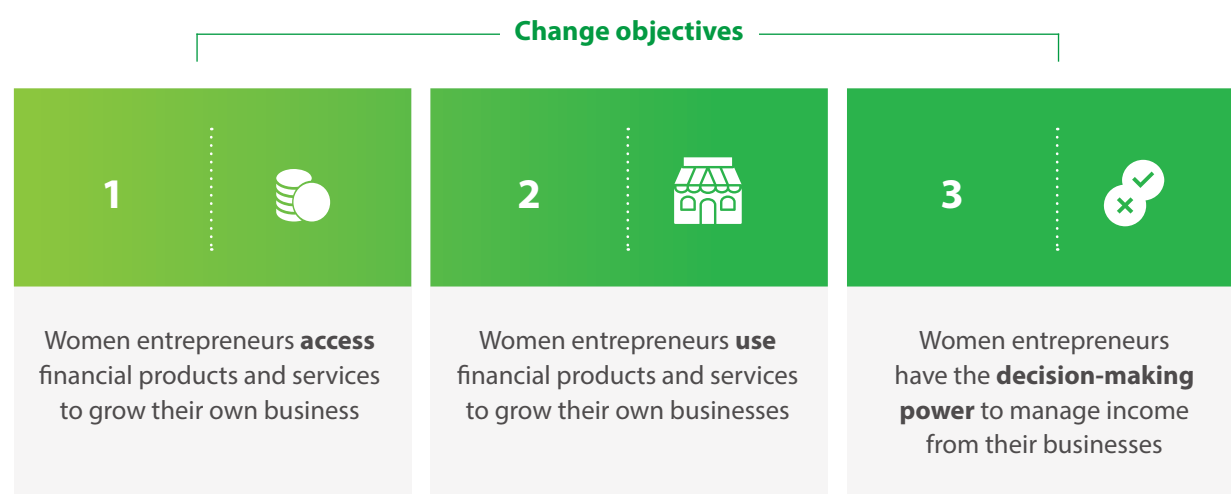 Change objectives
1
Women entrepreneurs access
financial products and services
to grow their own business
2
Women entrepreneurs use
financial products and services
to grow their own businesses
3
Women entrepreneurs
have the decision-making
power to manage income
from their businesses